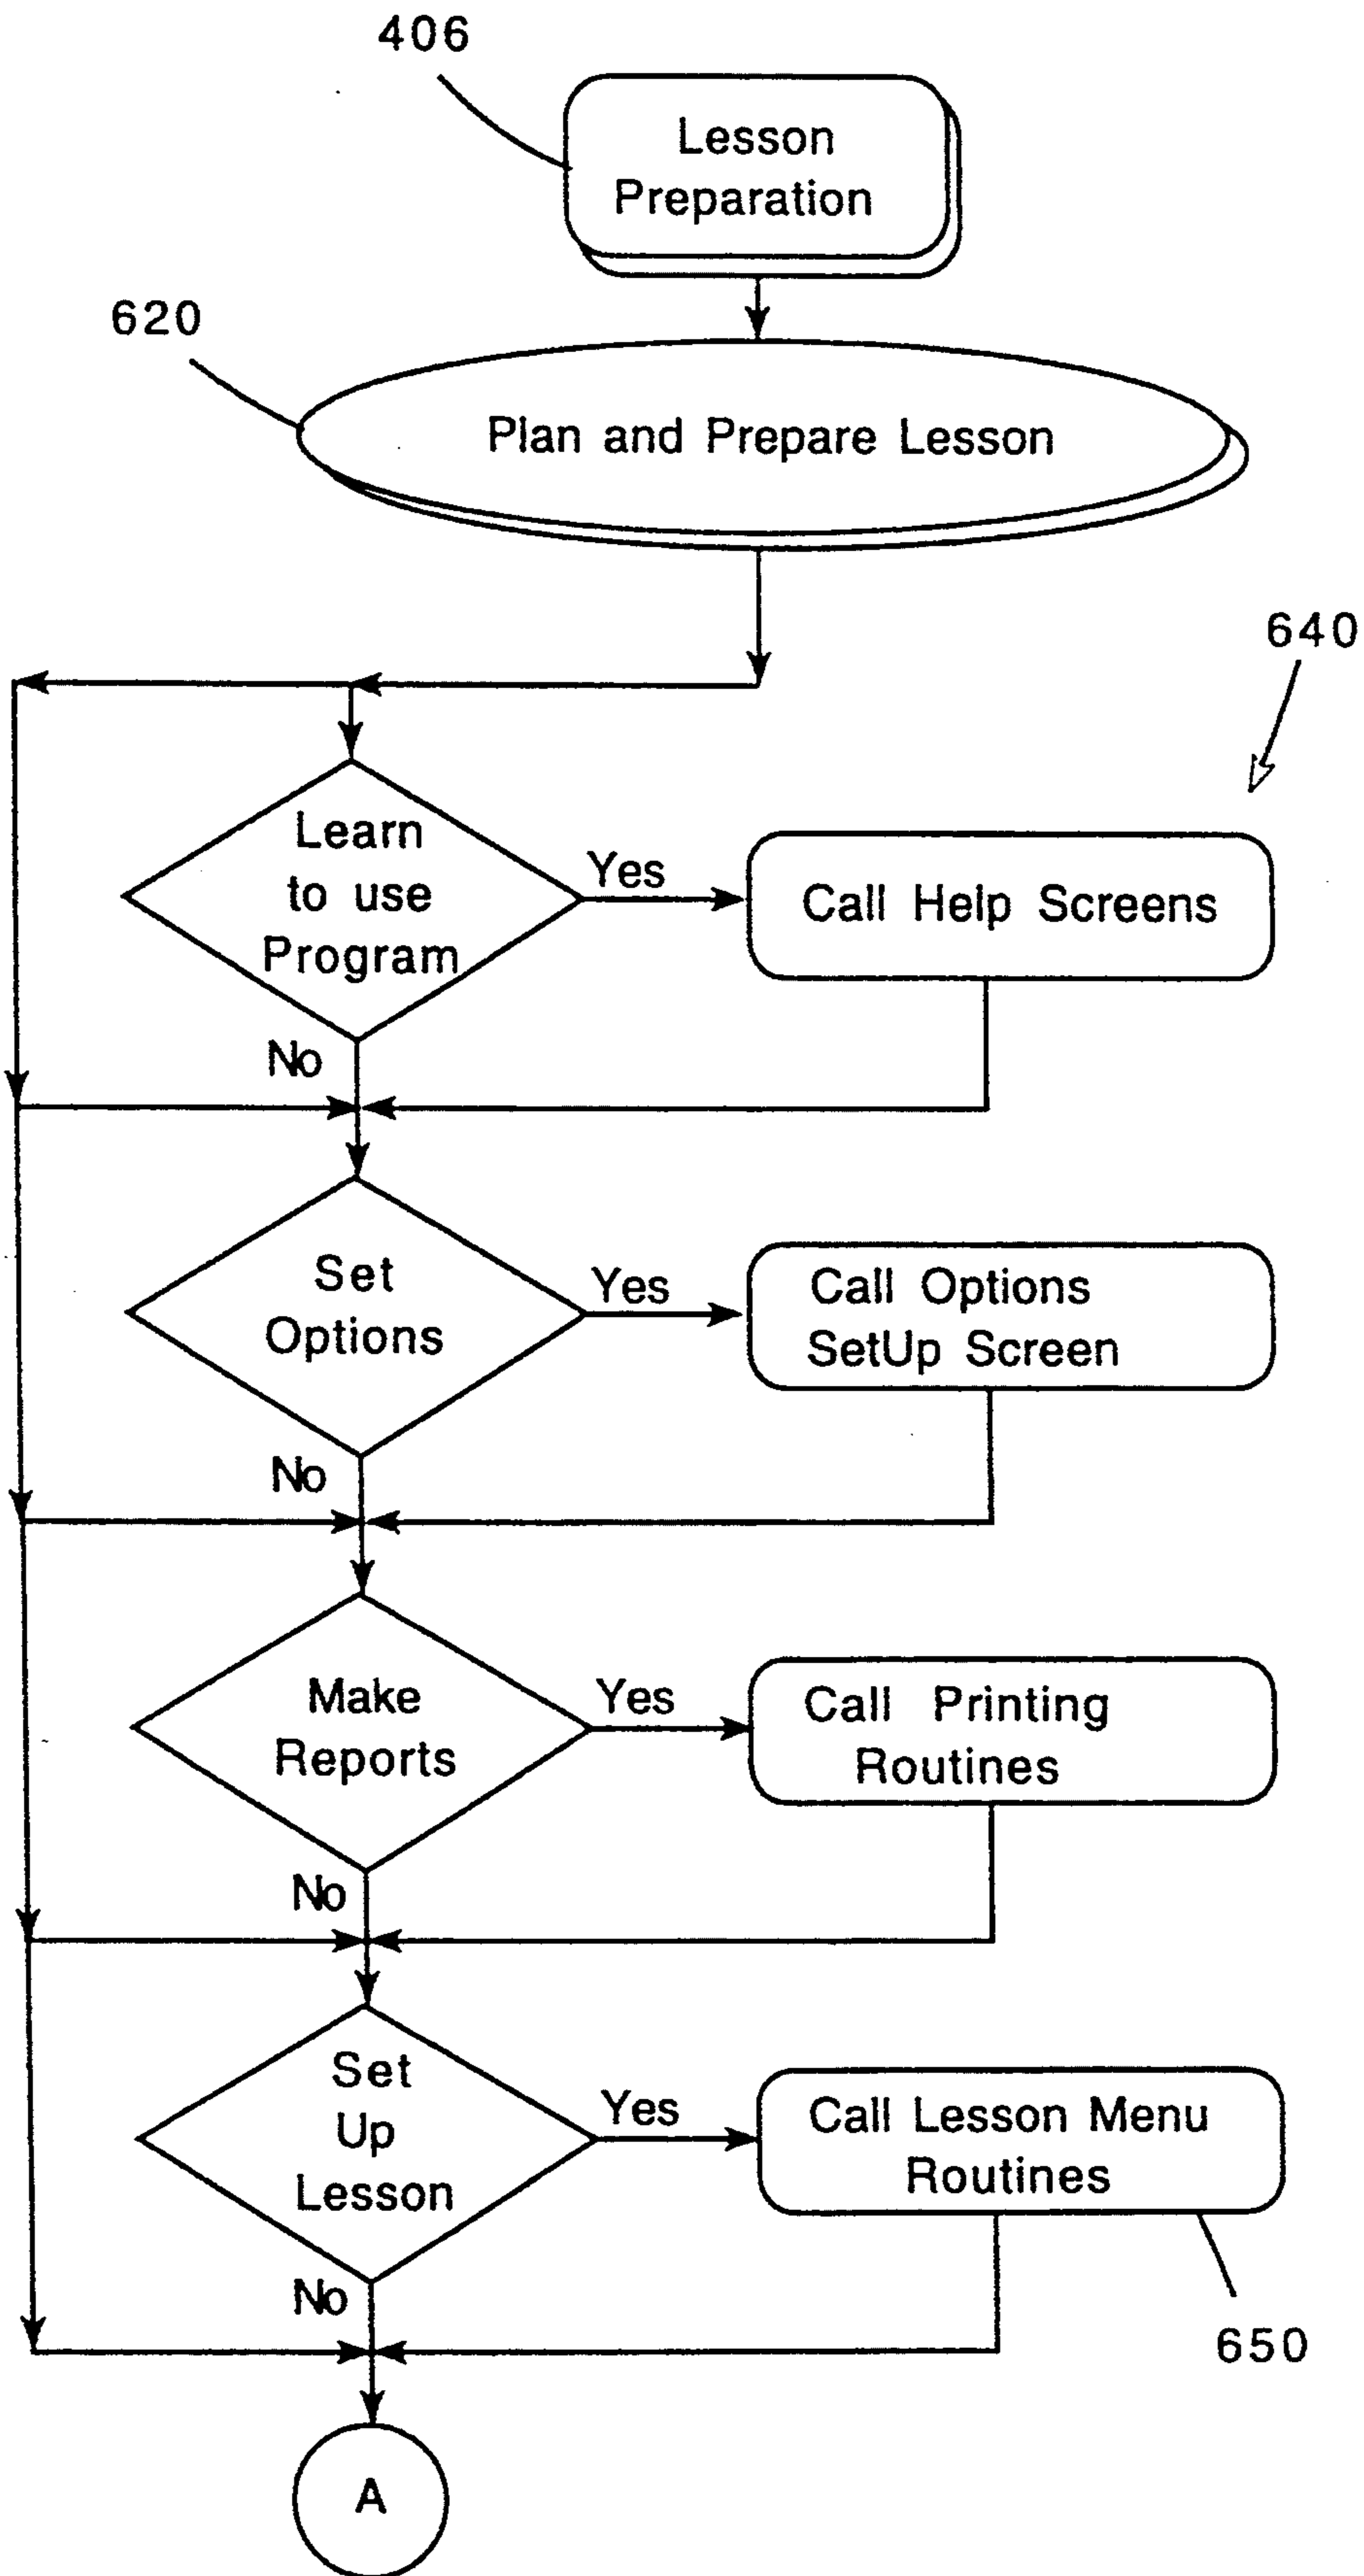 406
Lesson
Preparation
620
Plan and Prepare Lesson
640
Learn
to use
Program
Yes
Call Help Screens
No
Set
Options
Yes
Call Options
SetUp Screen
No
Make
Reports
Yes
Call Printing
Routines
No
Set
Up
Lesson
Yes
Call Lesson Menu
Routines
No
650
A